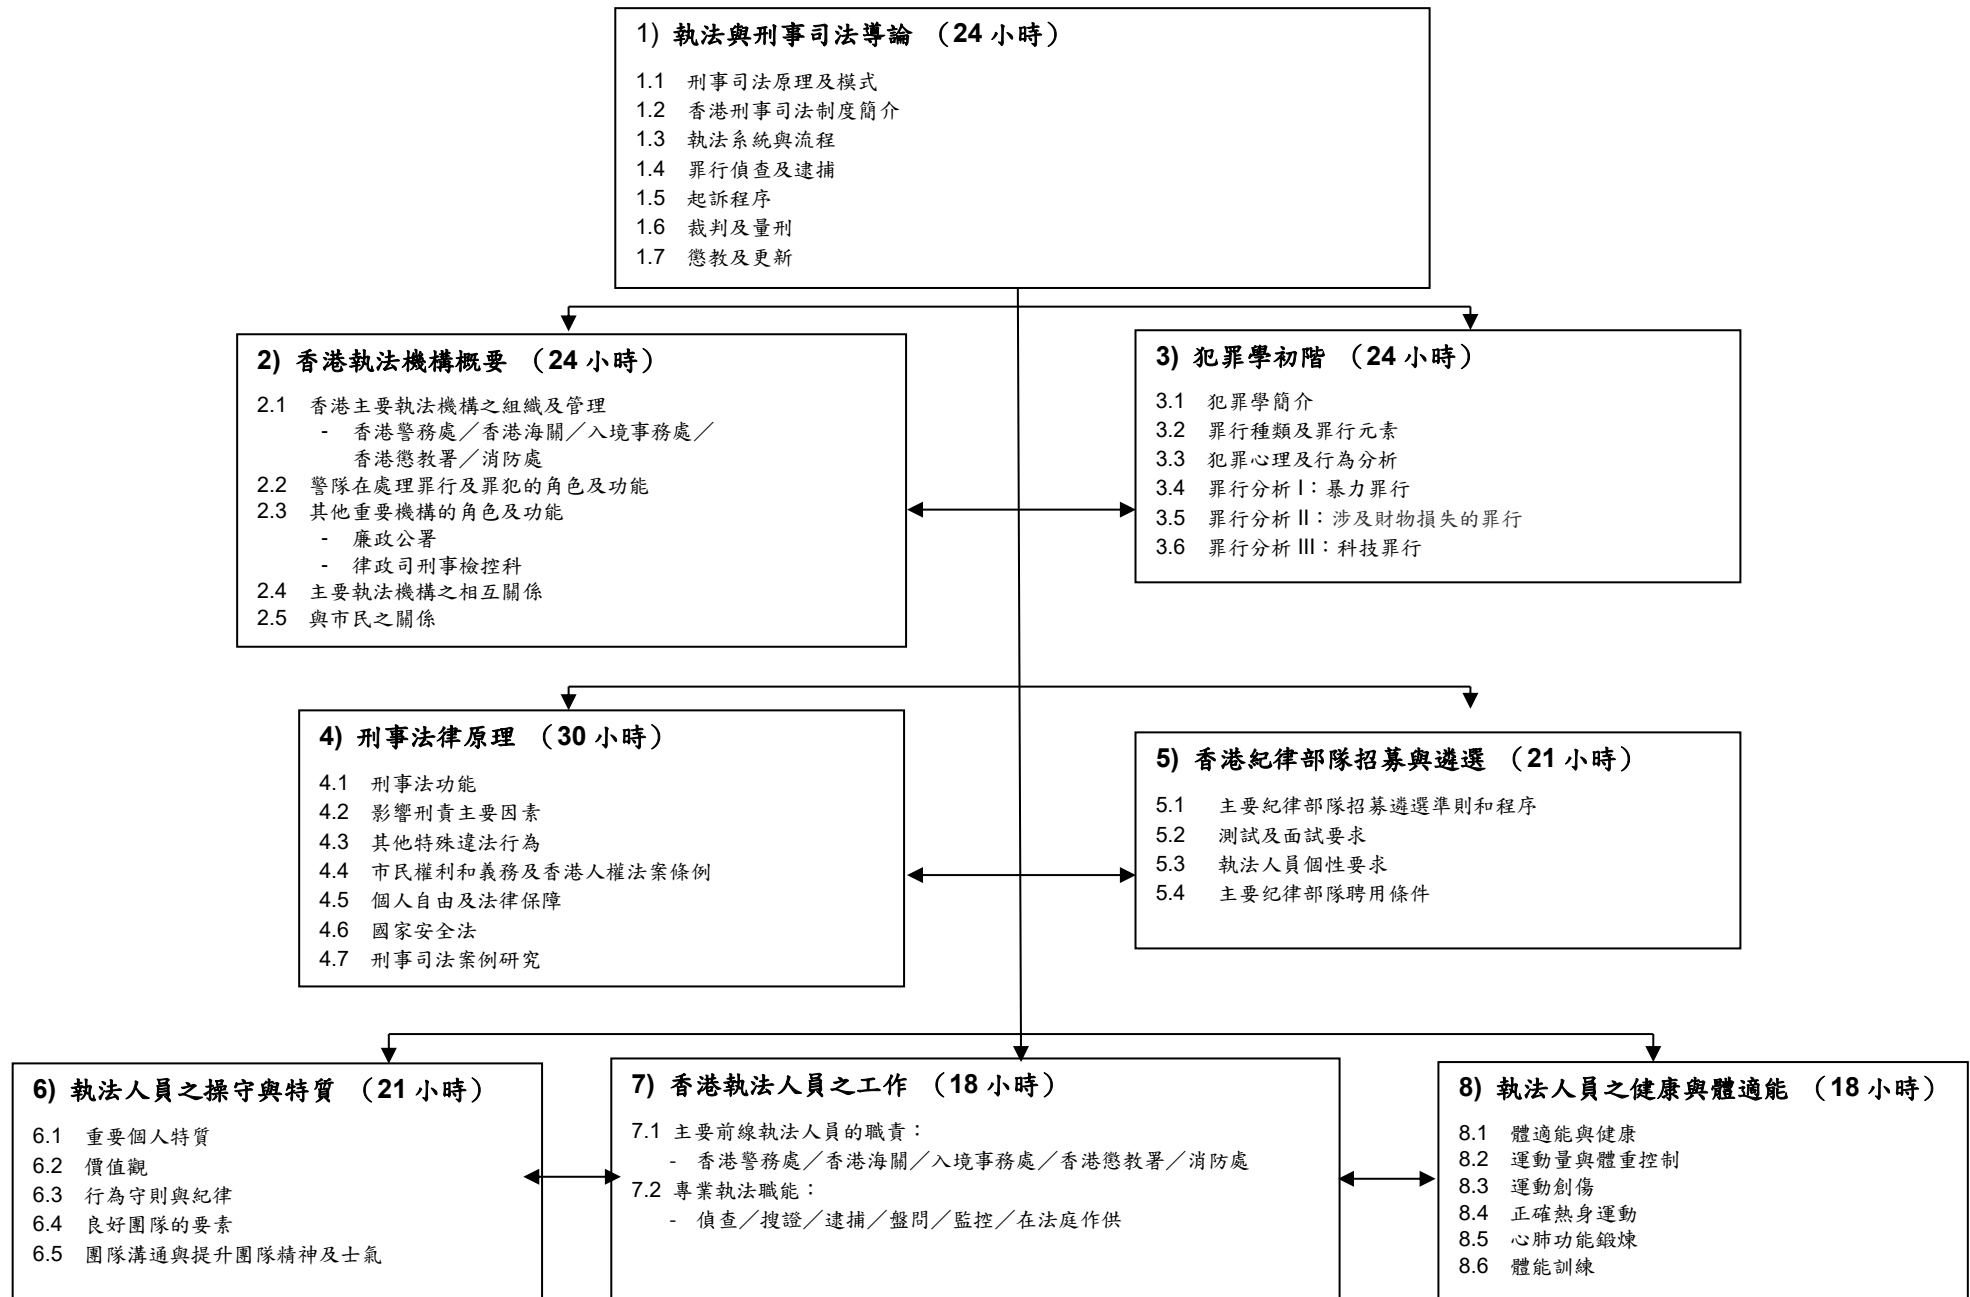 1) 執法與刑事司法導論 （24 小時）
1.1 刑事司法原理及模式
1.2 香港刑事司法制度簡介
1.3 執法系統與流程
1.4 罪行偵查及逮捕
1.5 起訴程序
1.6 裁判及量刑
1.7 懲教及更新
2) 香港執法機構概要 （24 小時）
2.1 香港主要執法機構之組織及管理
- 香港警務處／香港海關／入境事務處／
香港懲教署／消防處
2.2 警隊在處理罪行及罪犯的角色及功能
2.3 其他重要機構的角色及功能
- 廉政公署
- 律政司刑事檢控科
2.4 主要執法機構之相互關係
2.5 與市民之關係
3) 犯罪學初階 （24 小時）
3.1 犯罪學簡介
3.2 罪行種類及罪行元素
3.3 犯罪心理及行為分析
3.4 罪行分析 I：暴力罪行
3.5 罪行分析 II：涉及財物損失的罪行
3.6 罪行分析 III：科技罪行
4) 刑事法律原理 （30 小時）
4.1 刑事法功能
4.2 影響刑責主要因素
4.3 其他特殊違法行為
4.4 市民權利和義務及香港人權法案條例
4.5 個人自由及法律保障
4.6 國家安全法
4.7 刑事司法案例研究
5) 香港紀律部隊招募與遴選 （21 小時）
5.1 主要紀律部隊招募遴選準則和程序
5.2 測試及面試要求
5.3 執法人員個性要求
5.4 主要纪律部隊聘用條件
6) 執法人員之操守與特質 （21 小時）
6.1 重要個人特質
6.2 價值觀
6.3 行為守則與紀律
6.4 良好團隊的要素
6.5 團隊溝通與提升團隊精神及士氣
7) 香港執法人員之工作 （18 小時）
7.1 主要前線執法人員的職責：
- 香港警務處／香港海關／入境事務處／香港懲教署／消防處
7.2 專業執法職能：
- 偵查／搜證／逮捕／盤問／監控／在法庭作供
8) 執法人員之健康與體適能 （18 小時）
8.1 體適能與健康
8.2 運動量與體重控制
8.3 運動創傷
8.4 正確熱身運動
8.5 心肺功能鍛煉
8.6 體能訓練